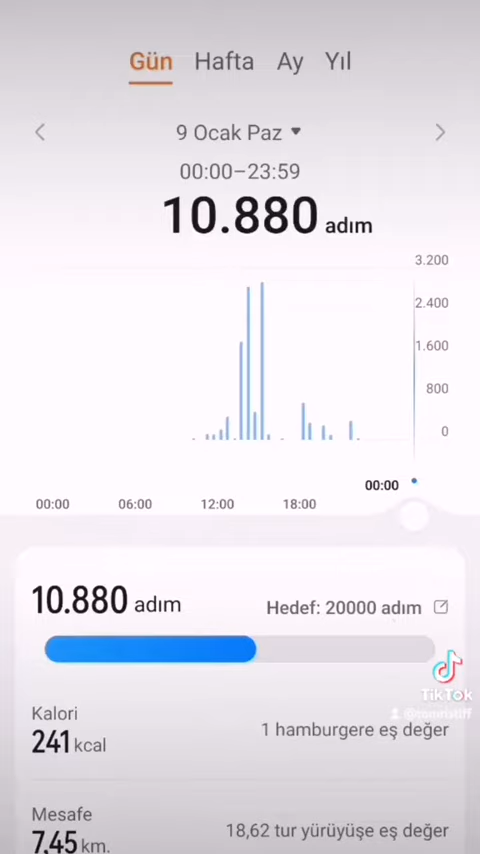 Gün Hafta Ay Yıl
9 Ocak Paz
00:00–23:59
10.880 adım
3.200
2.400
1.600
800
0
00:00
00:00 06:00 12:00 18:00
10.880 adım
Hedef: 20000 adım
TikTok
Kalori
241 kcal
1 hamburgere eş değer
Mesafe
7,45 km.
18,62 tur yürüyüşe eş değer